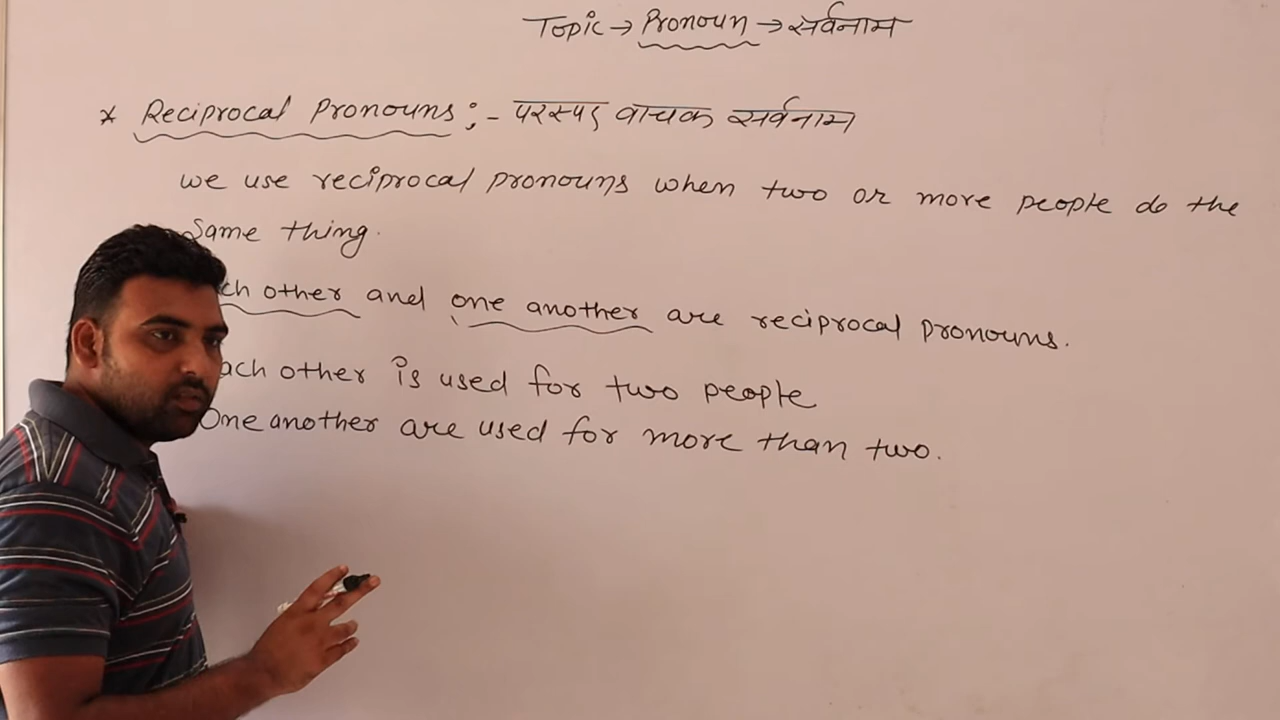 Topic → Pronoun → सर्वनाम
* Reciprocal Pronouns :- परस्पर वाचक सर्वनाम
we use reciprocal pronouns when two or more people do the
same thing.
ch other and one another are reciprocal pronouns.
ach other is used for two people
One another are used for more than two.